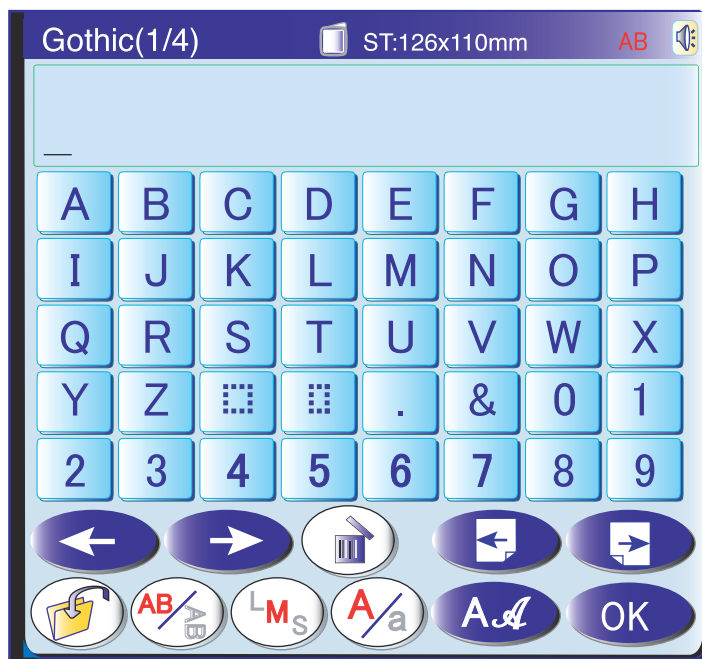 Gothic(1/4) ST:126x110mm AB
A B C D E F G H
I J K L M N O P
Q R S T U V W X
Y Z . & 0 1
2 3 4 5 6 7 8 9
AB/AB LMS A/a AA OK